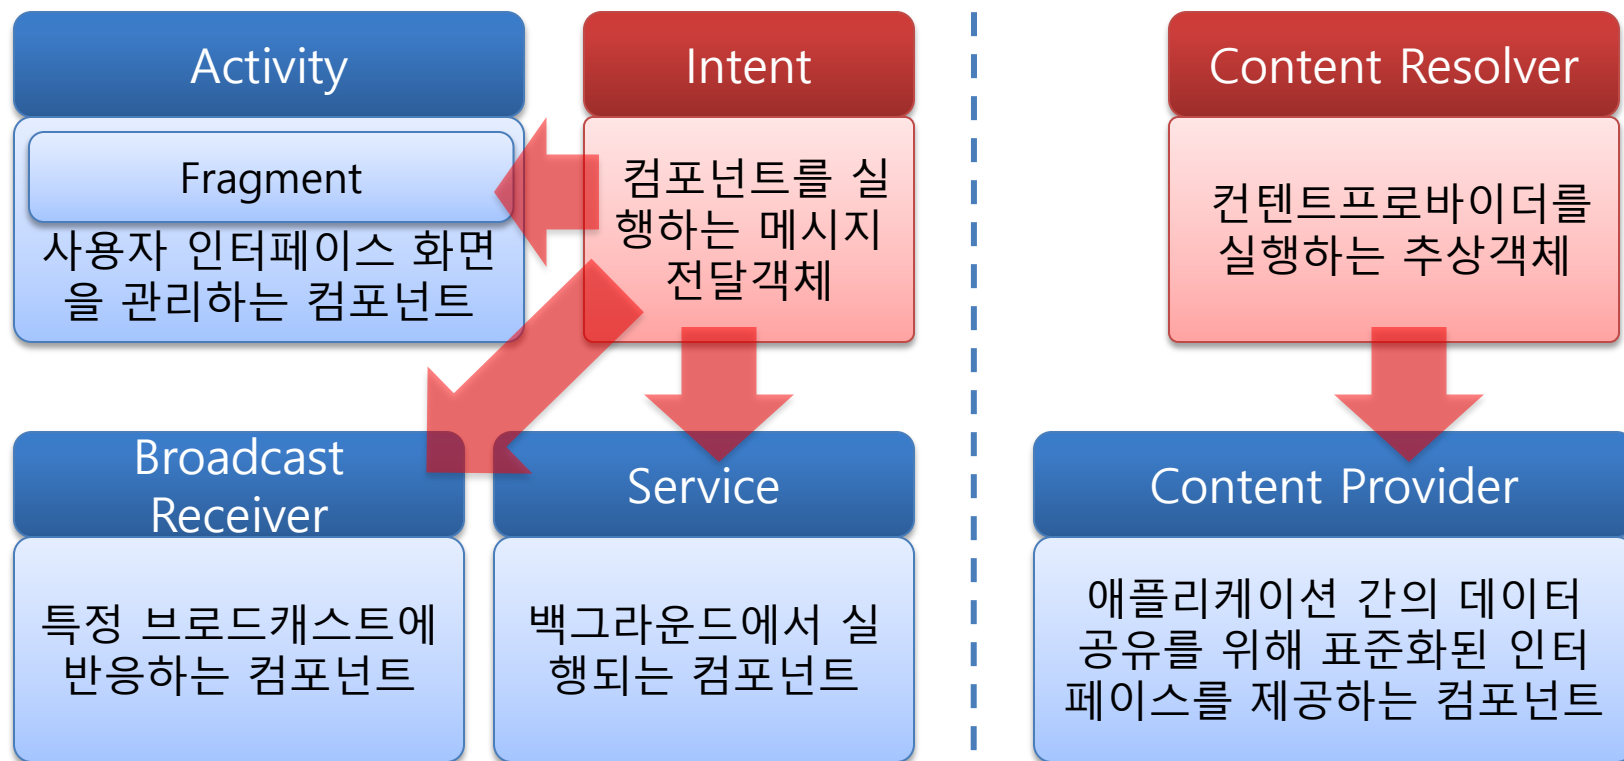 Activity
Fragment
사용자 인터페이스 화면
을 관리하는 컴포넌트
Intent
컴포넌트를 실
행하는 메시지
전달객체
Content Resolver
컨텐트프로바이더를
실행하는 추상객체
Broadcast
Receiver
특정 브로드캐스트에
반응하는 컴포넌트
Service
백그라운드에서 실
행되는 컴포넌트
Content Provider
애플리케이션 간의 데이터
공유를 위해 표준화된 인터
페이스를 제공하는 컴포넌트